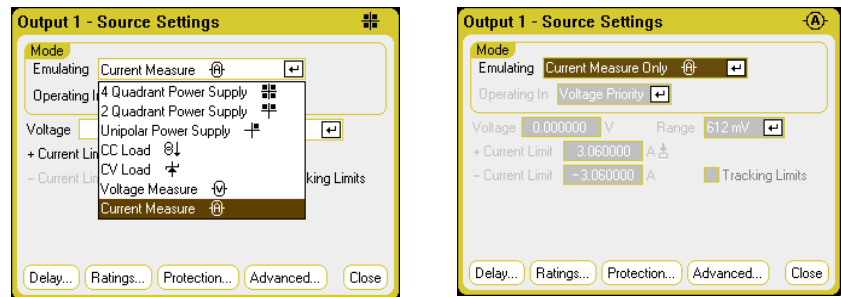 Output 1 - Source Settings
Mode
Emulating Current Measure
Operating I
4 Quadrant Power Supply
2 Quadrant Power Supply
Unipolar Power Supply
CC Load
CV Load
Voltage Measure
Current Measure
Voltage
+ Current Lim
- Current Lim
king Limits
Delay... Ratings... Protection... Advanced... Close
Output 1 - Source Settings
Mode
Emulating Current Measure Only
Operating In Voltage Priority
Voltage 0.000000 V Range 612 mV
+ Current Limit 3.060000 A
- Current Limit -3.060000 A Tracking Limits
Delay... Ratings... Protection... Advanced... Close